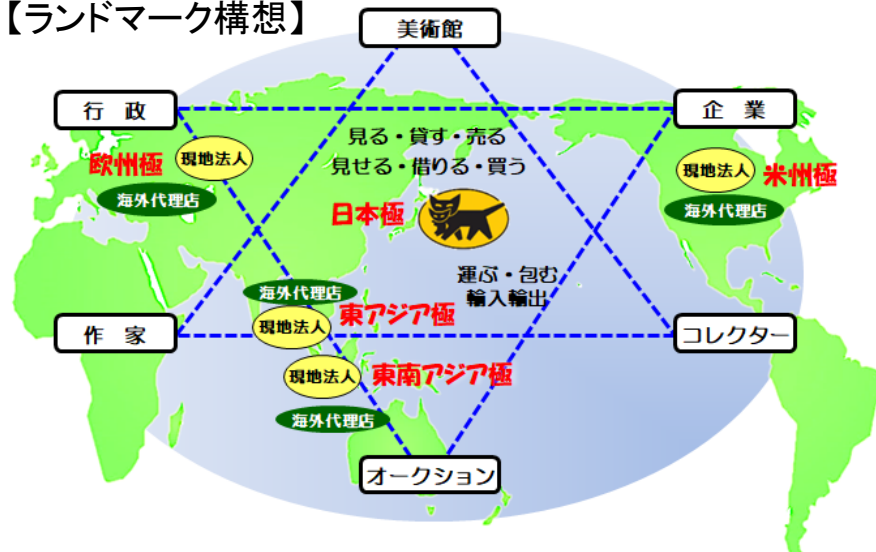 【ランドマーク構想】
美術館
行 政
企 業
見る・貸す・売る
見せる・借りる・買う
欧州極
現地法人
海外代理店
現地法人
米州極
海外代理店
日本極
運ぶ・包む
輸入輸出
海外代理店
現地法人
東アジア極
作 家
コレクター
現地法人
東南アジア極
海外代理店
オークション